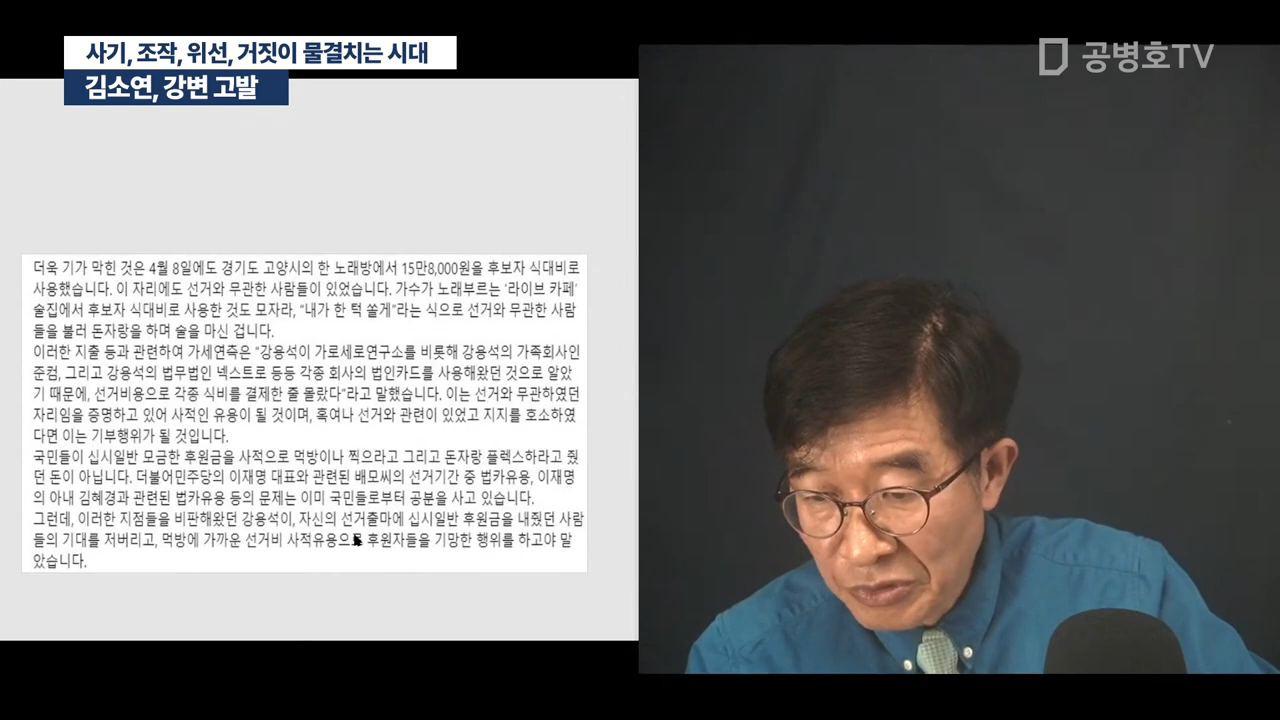 사기, 조작, 위선, 거짓이 물결치는 시대
김소연, 강변 고발
공병호TV
더욱 기가 막힌 것은 4월 8일에도 경기도 고양시의 한 노래방에서 15만8,000원을 후보자 식대비로
사용했습니다. 이 자리에도 선거와 무관한 사람들이 있었습니다. 가수가 노래부르는 '라이브 카페'
술집에서 후보자 식대비로 사용한 것도 모자라, "내가 한 턱 쏠게"라는 식으로 선거와 무관한 사람
들을 불러 돈자랑을 하며 술을 마신 겁니다.
이러한 지출 등과 관련하여 가세연측은 "강용석이 가로세로연구소를 비롯해 강용석의 가족회사인
준컴, 그리고 강용석의 법무법인 넥스트로 등등 각종 회사의 법인카드를 사용해왔던 것으로 알았
기 때문에, 선거비용으로 각종 식비를 결제한 줄 몰랐다"라고 말했습니다. 이는 선거와 무관하였던
자리임을 증명하고 있어 사적인 유용이 될 것이며, 혹여나 선거와 관련이 있었고 지지를 호소하였
다면 이는 기부행위가 될 것입니다.
국민들이 십시일반 모금한 후원금을 사적으로 먹방이나 찍으라고 그리고 돈자랑 플렉스하라고 줬
던 돈이 아닙니다. 더불어민주당의 이재명 대표와 관련된 배모씨의 선거기간 중 법카유용, 이재명
의 아내 김혜경과 관련된 법카유용 등의 문제는 이미 국민들로부터 공분을 사고 있습니다.
그런데, 이러한 지점들을 비판해왔던 강용석이, 자신의 선거출마에 십시일반 후원금을 내줬던 사람
들의 기대를 저버리고, 먹방에 가까운 선거비 사적유용으로 후원자들을 기망한 행위를 하고야 말
았습니다.